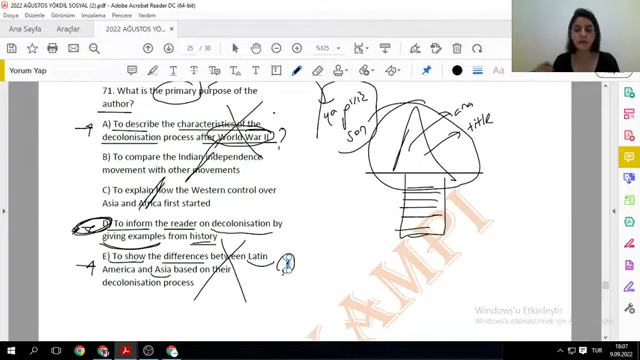 2022 AĞUSTOS YÖKDİL SOSYAL (2).pdf - Adobe Acrobat Reader DC (64-bit)
Dosya Düzenle Görüntüle İmzalama Pencere Yardım
Ana Sayfa Araçlar
25 / 30 %125
Yorum Yap
71. What is the primary purpose of the
author?
A) To describe the characteristics of the
decolonisation process after World War II
?
B) To compare the Indian independence
movement with other movements
C) To explain how the Western control over
Asia and Africa first started
D) To inform the reader on decolonisation by
giving examples from history
E) To show the differences between Latin
America and Asia based on their
decolonisation process
son
ana
title
KAMPI
Windows'u Etkinleştir
TUR
18:07
9.09.2022